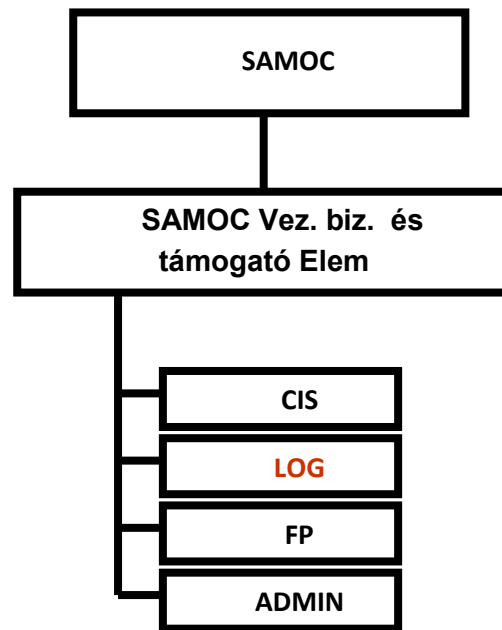 SAMOC
SAMOC Vez. biz. és
támogató Elem
CIS
LOG
FP
ADMIN